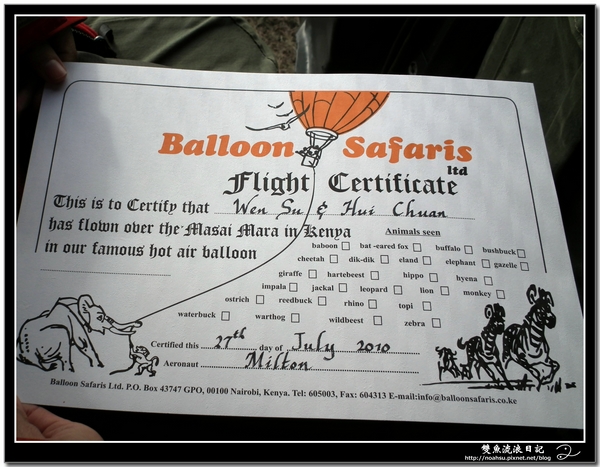 Balloon Safaris
ltd
Flight Certificate
This is to Certify that Wen Su & Hui Chuan
has flown over the Masai Mara in Kenya
in our famous hot air balloon
Animals seen
baboon bat -eared fox buffalo bushbuck
cheetah dik-dik eland elephant gazelle
giraffe hartebeest hippo hyena
impala jackal leopard lion monkey
ostrich reedbuck rhino topi
waterbuck warthog wildbeest zebra
Certified this 27th day of July 2010
Aeronaut Milton
Balloon Safaris Ltd. P.O. Box 43747 GPO, 00100 Nairobi, Kenya. Tel: 605003, Fax: 604313 E-mail:info@balloonsafaris.co.ke
雙魚流浪日記
http://noahsu.pixnet.net/blog